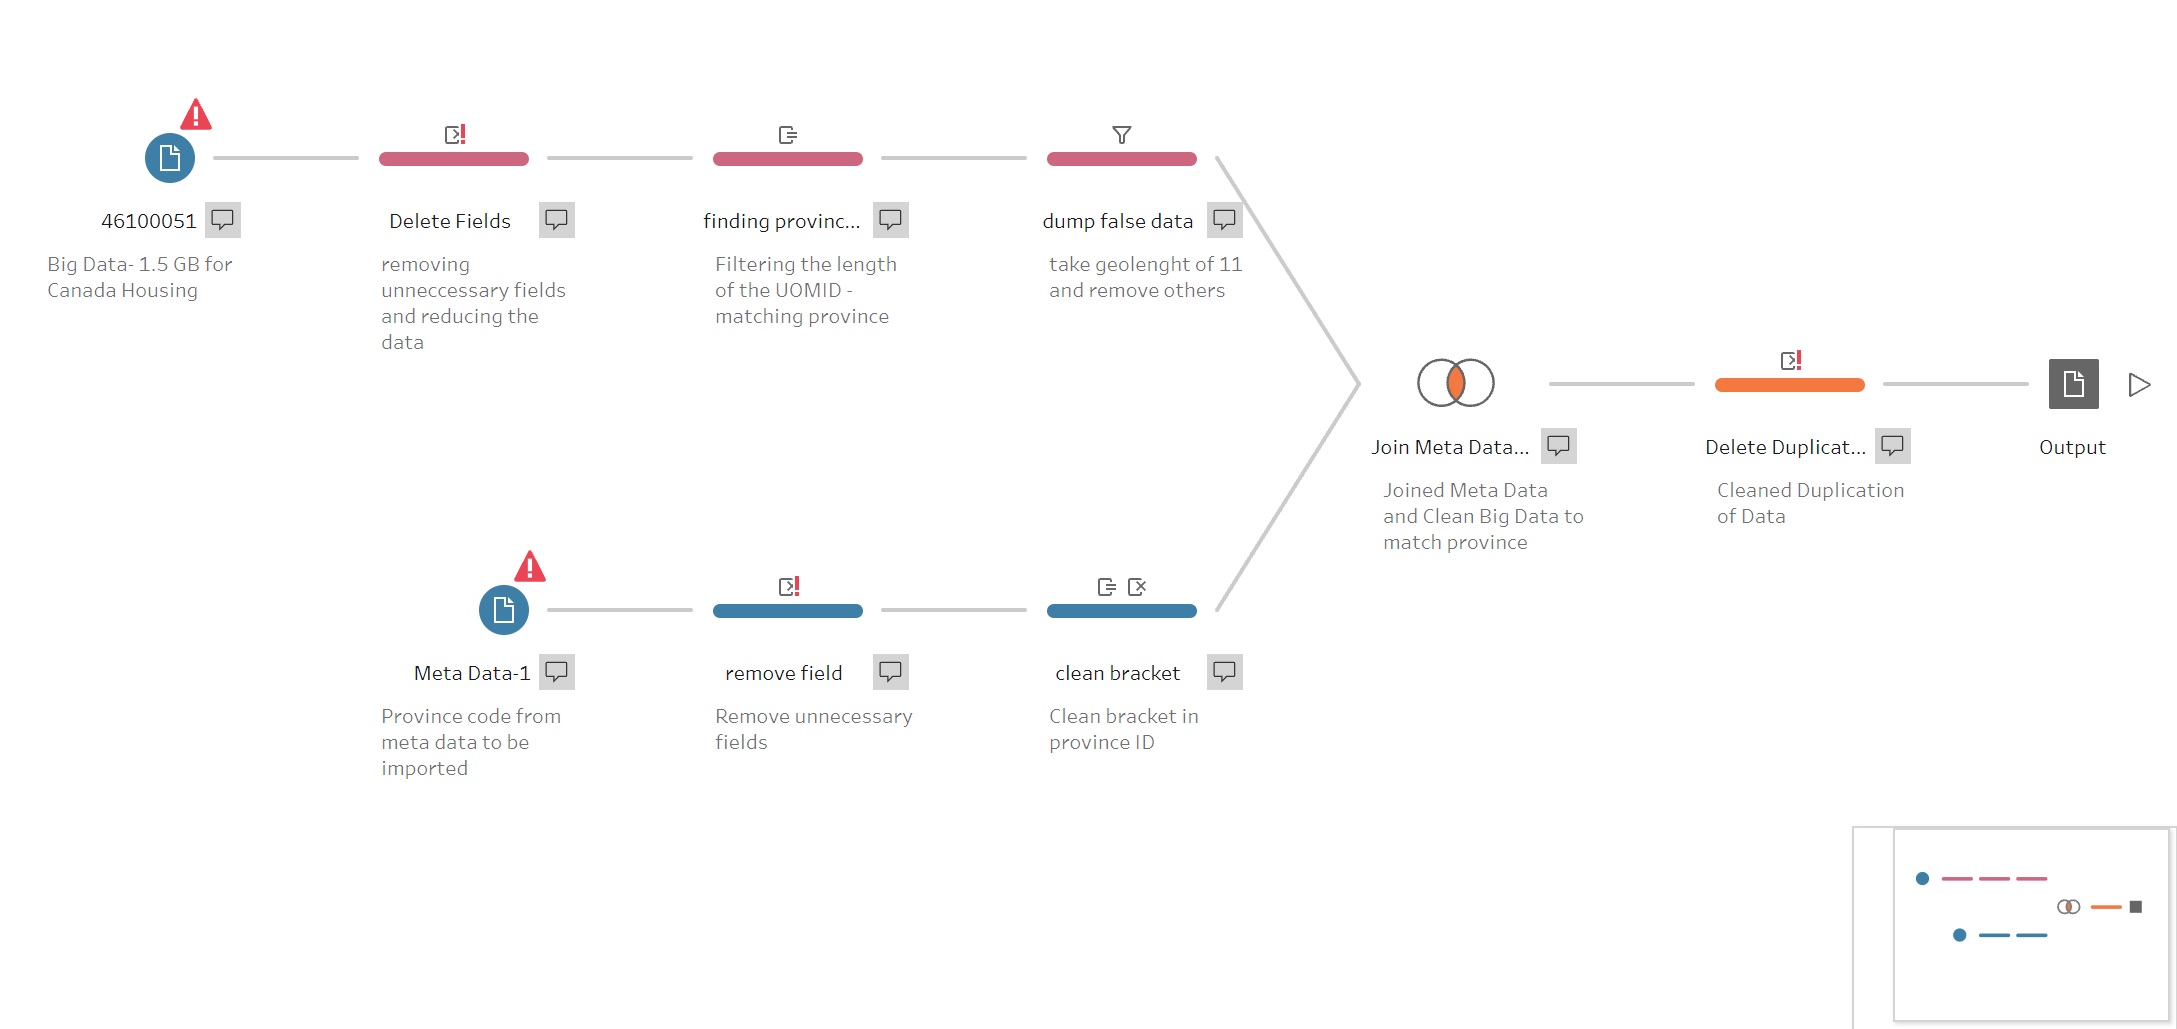 46100051
Big Data- 1.5 GB for
Canada Housing
Delete Fields
removing
unneccessary fields
and reducing the
data
finding provinc...
Filtering the length
of the UOMID -
matching province
dump false data
take geolenght of 11
and remove others
Join Meta Data...
Joined Meta Data
and Clean Big Data to
match province
Delete Duplicat...
Cleaned Duplication
of Data
Output
Meta Data-1
Province code from
meta data to be
imported
remove field
Remove unnecessary
fields
clean bracket
Clean bracket in
province ID